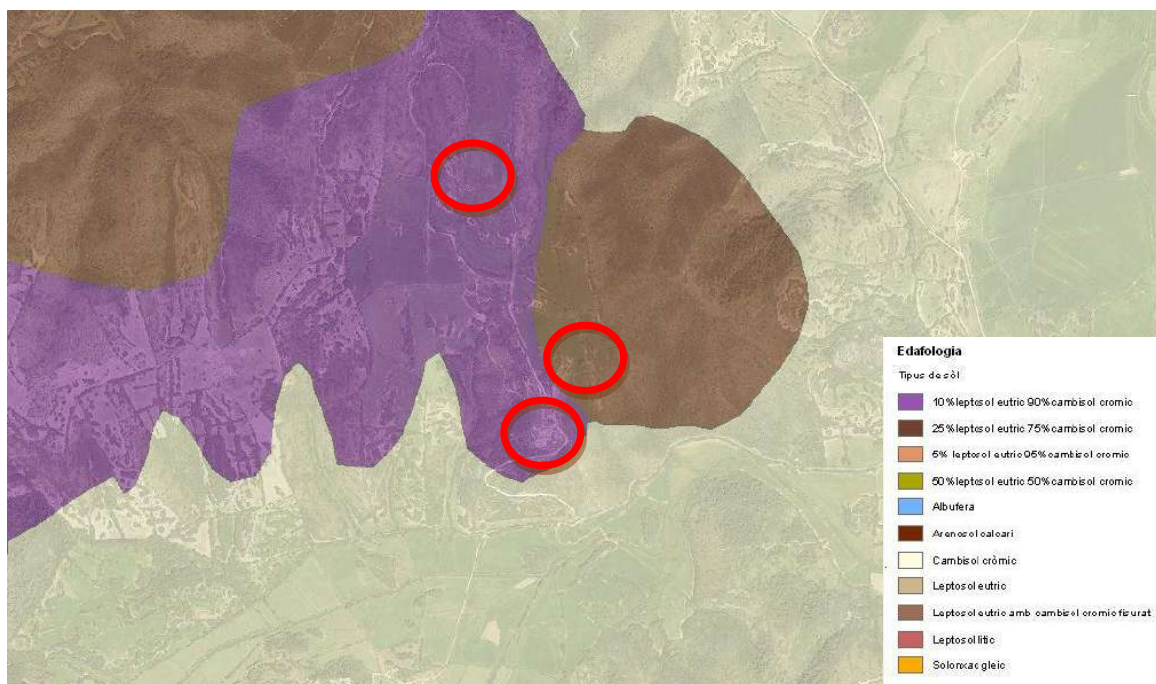 Edafologia
Tipus de sòl
10% leptosol eutric 90% cambisol cromic
25% leptosol eutric 75% cambisol cromic
5% leptosol eutric 95% cambisol cromic
50% leptosol eutric 50% cambisol cromic
Albufera
Arenosol calcari
Cambisol cròmic
Leptosol eutric
Leptosol eutric amb cambisol cromic fisurat
Leptosol litic
Solonxac gleic